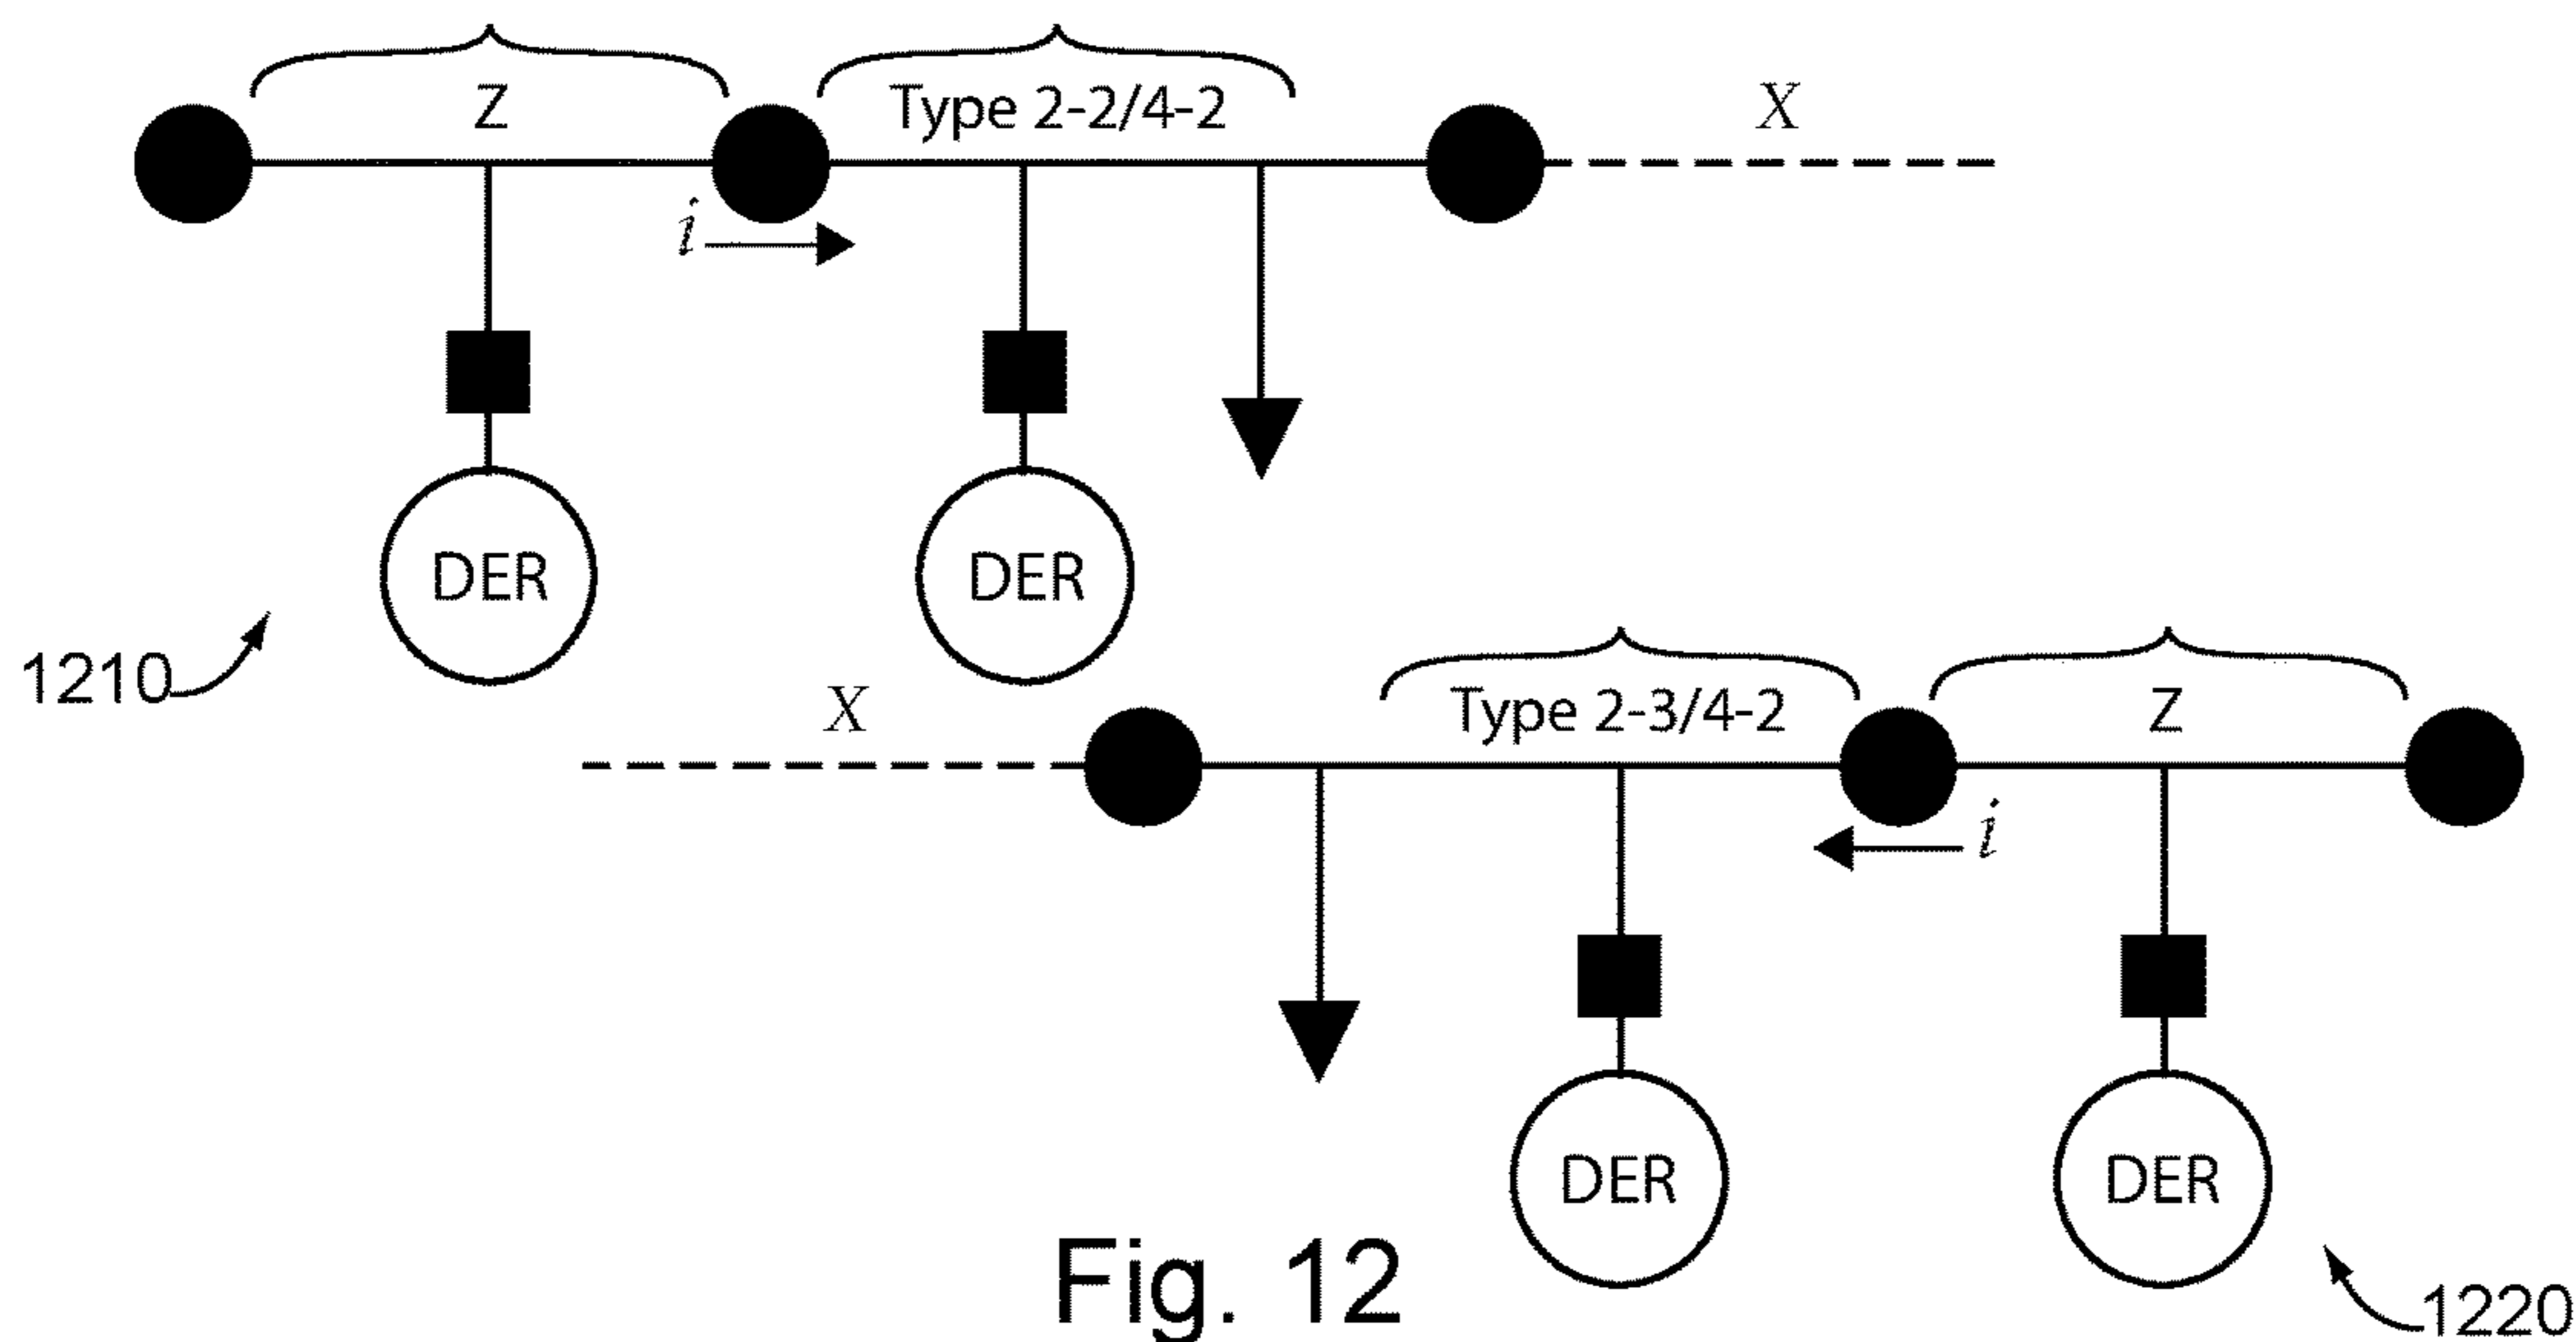 Z
Type 2-2/4-2
X
i
DER
DER
1210
X
Type 2-3/4-2
Z
i
DER
DER
Fig. 12
1220